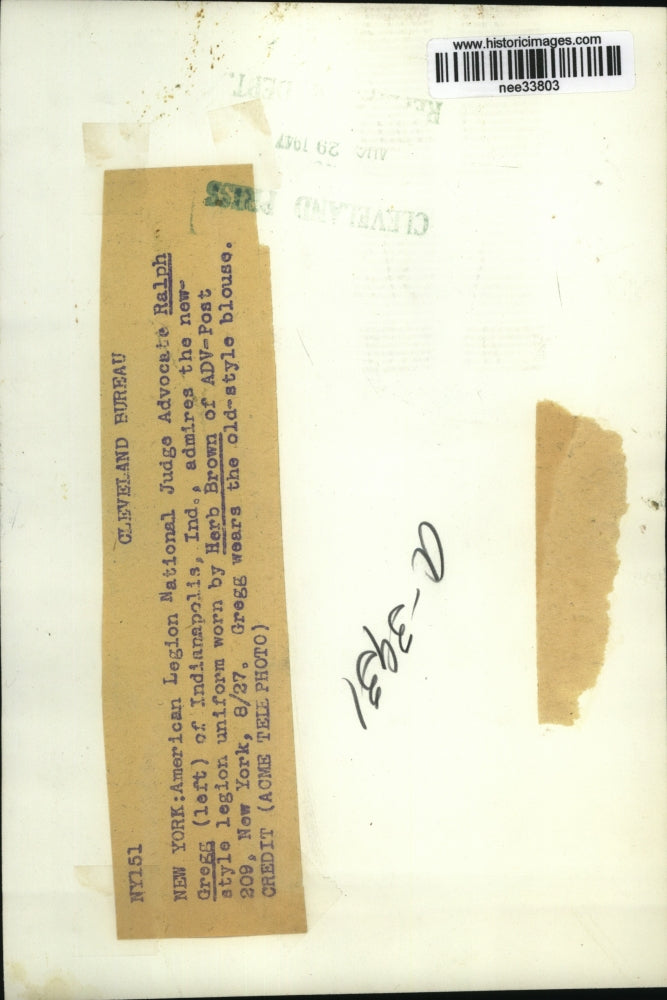 www.historicimages.com
nee33803
DEPT.
AUG 29 1947
CLEVELAND PRESS
NY151 CLEVELAND BUREAU
NEW YORK:American Legion National Judge Advocate Ralph
Gregg (left) of Indianapolis, Ind., admires the new-
style legion uniform worn by Herb Brown of ADV-Post
209, New York, 8/27. Gregg wears the old-style blouse.
CREDIT (ACME TELEPHOTO)